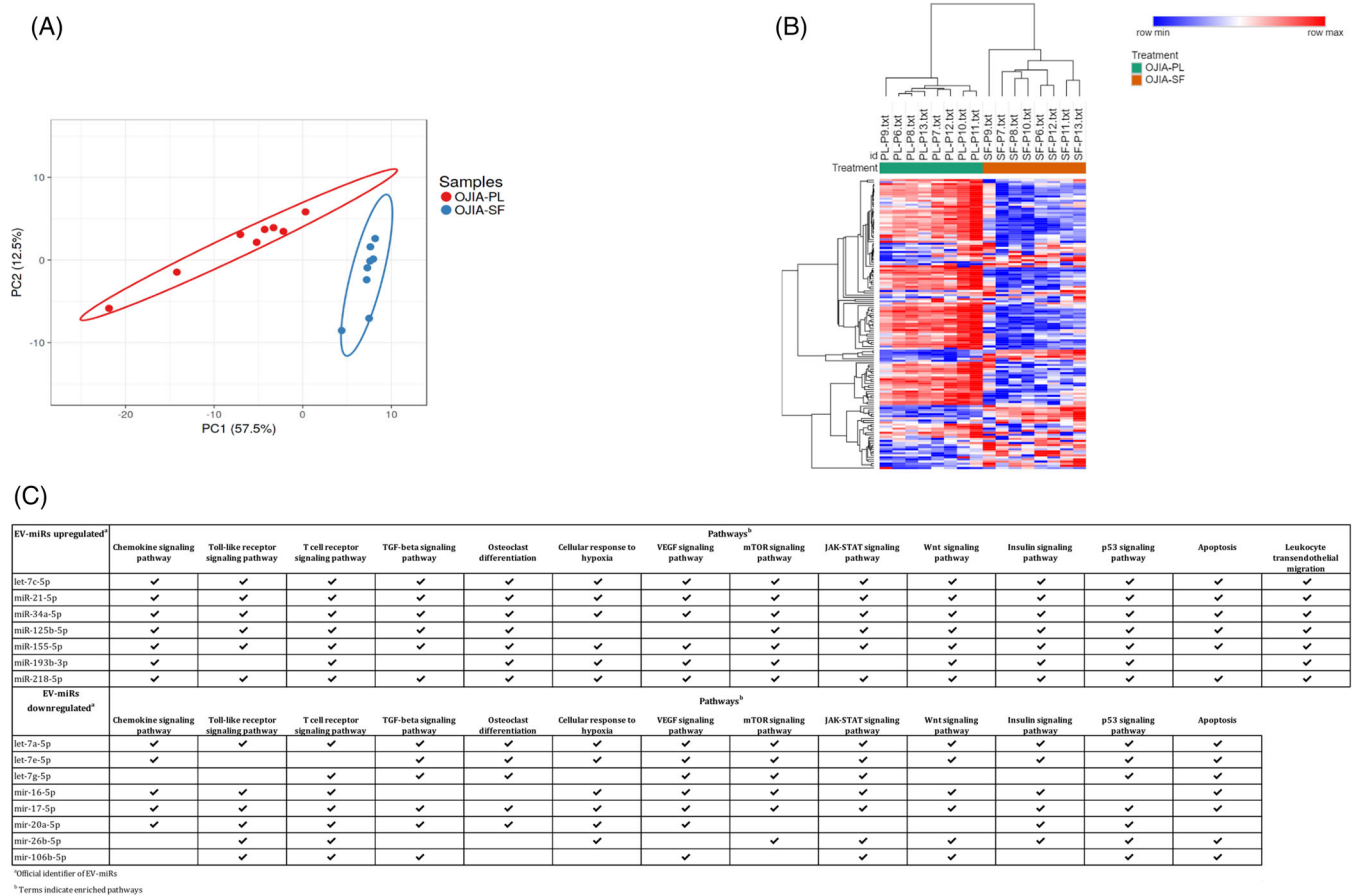 (A)
PC2 (12.5%)
10
0
-10
-20
-10
0
10
PC1 (57.5%)
Samples
OJIA-PL
OJIA-SF
(B)
row min
row max
Treatment
OJIA-PL
OJIA-SF
PL-P9.txt
PL-P6.txt
PL-P8.txt
PL-P13.txt
PL-P7.txt
PL-P12.txt
PL-P10.txt
PL-P11.txt
SF-P9.txt
SF-P7.txt
SF-P8.txt
SF-P10.txt
SF-P6.txt
SF-P12.txt
SF-P11.txt
SF-P13.txt
id
Treatment
(C)
EV-miRs upregulatedᵃ
Pathwaysᵇ
Chemokine signaling
pathway
Toll-like receptor
signaling pathway
T cell receptor
signaling pathway
TGF-beta signaling
pathway
Osteoclast
differentiation
Cellular response to
hypoxia
VEGF signaling
pathway
mTOR signaling
pathway
JAK-STAT signaling
pathway
Wnt signaling
pathway
Insulin signaling
pathway
p53 signaling
pathway
Apoptosis
Leukocyte
transendothelial
migration
let-7c-5p ✓ ✓ ✓ ✓ ✓ ✓ ✓ ✓ ✓ ✓ ✓ ✓ ✓ ✓
miR-21-5p ✓ ✓ ✓ ✓ ✓ ✓ ✓ ✓ ✓ ✓ ✓ ✓ ✓ ✓
miR-34a-5p ✓ ✓ ✓ ✓ ✓ ✓ ✓ ✓ ✓ ✓ ✓ ✓ ✓ ✓
miR-125b-5p ✓ ✓ ✓ ✓ ✓ ✓ ✓ ✓ ✓ ✓ ✓ ✓
miR-155-5p ✓ ✓ ✓ ✓ ✓ ✓ ✓ ✓ ✓ ✓ ✓ ✓ ✓ ✓
miR-193b-3p ✓ ✓ ✓ ✓ ✓ ✓ ✓ ✓ ✓ ✓
miR-218-5p ✓ ✓ ✓ ✓ ✓ ✓ ✓ ✓ ✓ ✓ ✓ ✓ ✓ ✓
EV-miRs
downregulatedᵃ
Pathwaysᵇ
Chemokine signaling
pathway
Toll-like receptor
signaling pathway
T cell receptor
signaling pathway
TGF-beta signaling
pathway
Osteoclast
differentiation
Cellular response to
hypoxia
VEGF signaling
pathway
mTOR signaling
pathway
JAK-STAT signaling
pathway
Wnt signaling
pathway
Insulin signaling
pathway
p53 signaling
pathway
Apoptosis
let-7a-5p ✓ ✓ ✓ ✓ ✓ ✓ ✓ ✓ ✓ ✓ ✓ ✓ ✓
let-7e-5p ✓ ✓ ✓ ✓ ✓ ✓ ✓ ✓ ✓ ✓ ✓
let-7g-5p ✓ ✓ ✓ ✓ ✓ ✓ ✓ ✓
mir-16-5p ✓ ✓ ✓ ✓ ✓ ✓ ✓ ✓ ✓ ✓
mir-17-5p ✓ ✓ ✓ ✓ ✓ ✓ ✓ ✓ ✓ ✓ ✓ ✓ ✓
mir-20a-5p ✓ ✓ ✓ ✓ ✓ ✓ ✓ ✓ ✓
mir-26b-5p ✓ ✓ ✓ ✓ ✓ ✓ ✓ ✓ ✓
mir-106b-5p ✓ ✓ ✓ ✓ ✓ ✓ ✓ ✓
ᵃOfficial identifier of EV-miRs
ᵇ Terms indicate enriched pathways